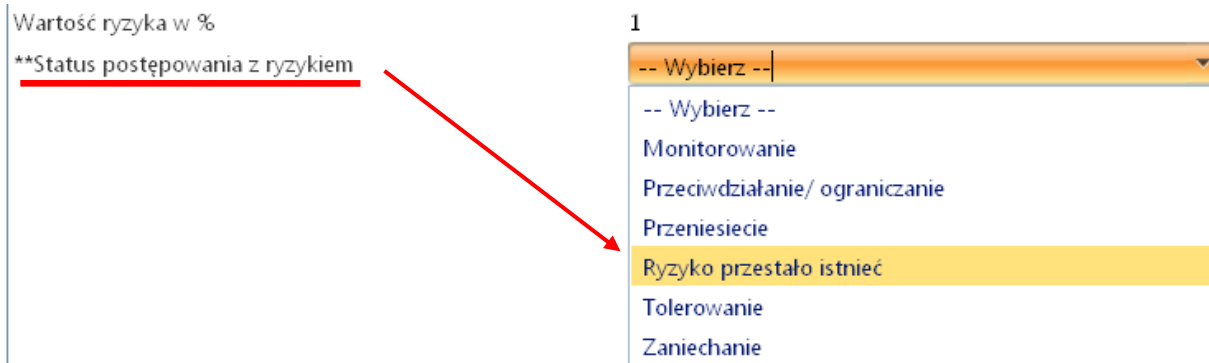 Wartość ryzyka w % 1
**Status postępowania z ryzykiem -- Wybierz --
-- Wybierz --
Monitorowanie
Przeciwdziałanie/ ograniczanie
Przeniesiecie
Ryzyko przestało istnieć
Tolerowanie
Zaniechanie